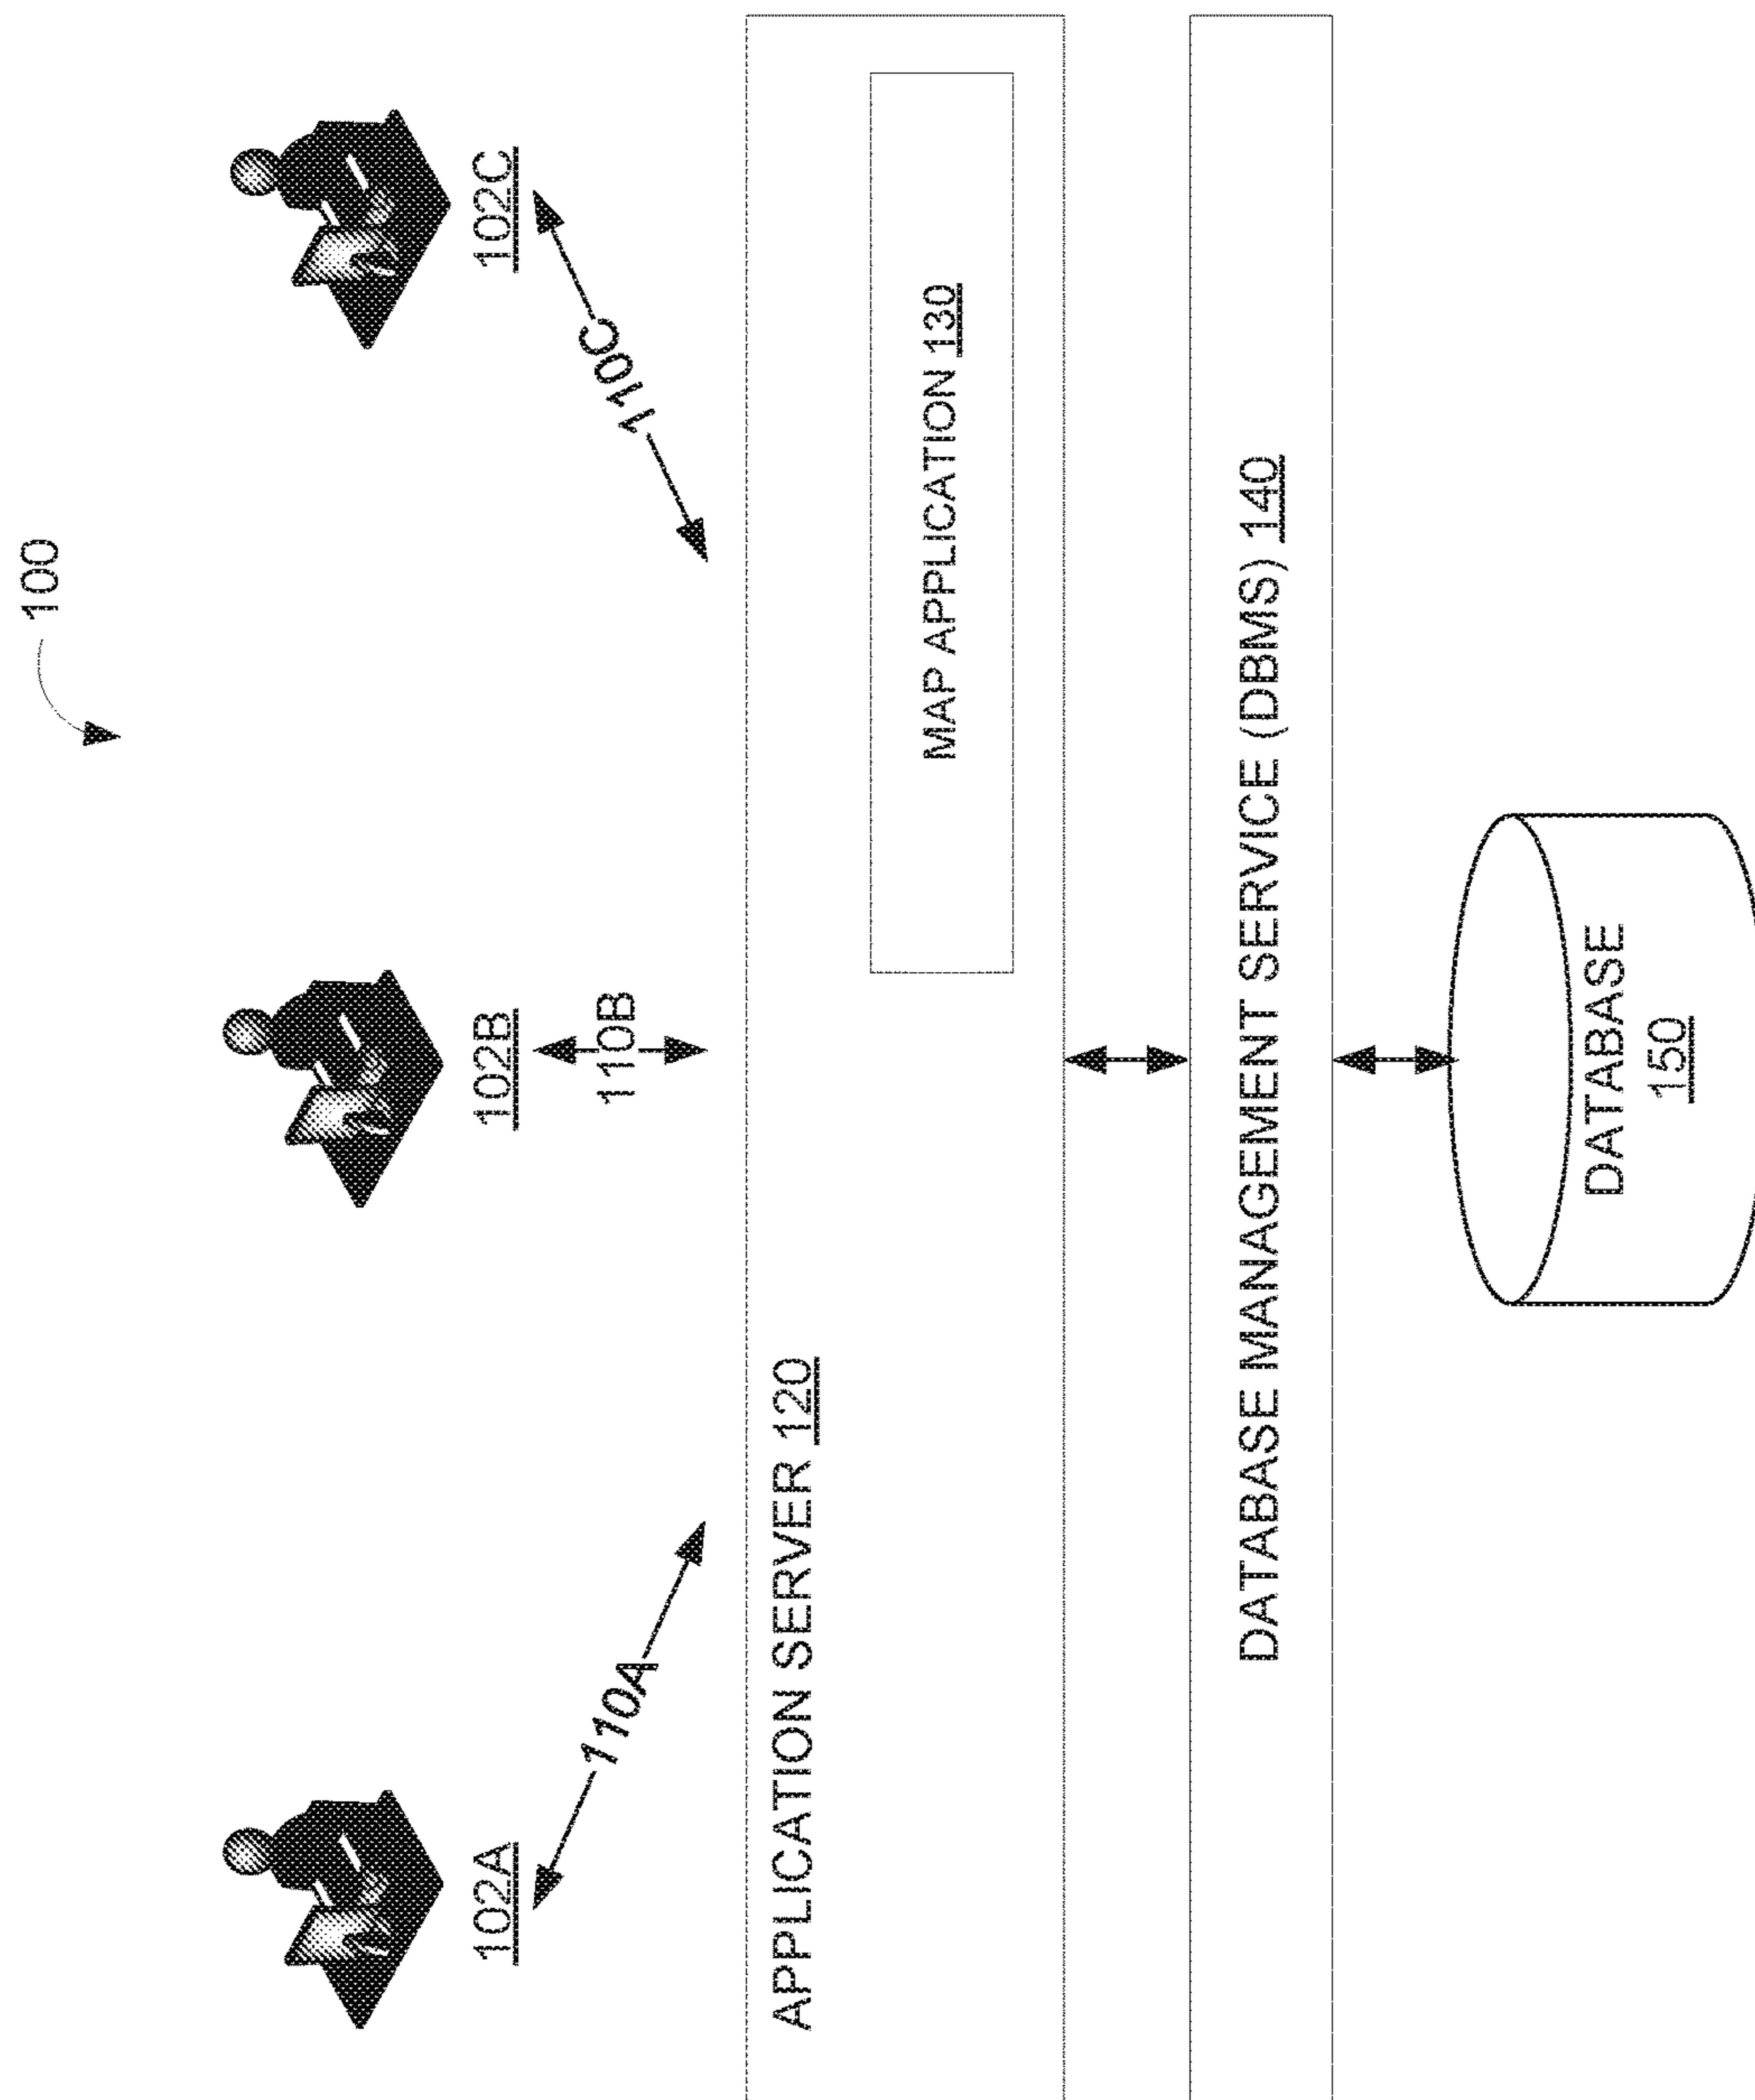 100
102A
102B
102C
110A
110B
110C
APPLICATION SERVER 120
MAP APPLICATION 130
DATABASE MANAGEMENT SERVICE (DBMS) 140
DATABASE
150